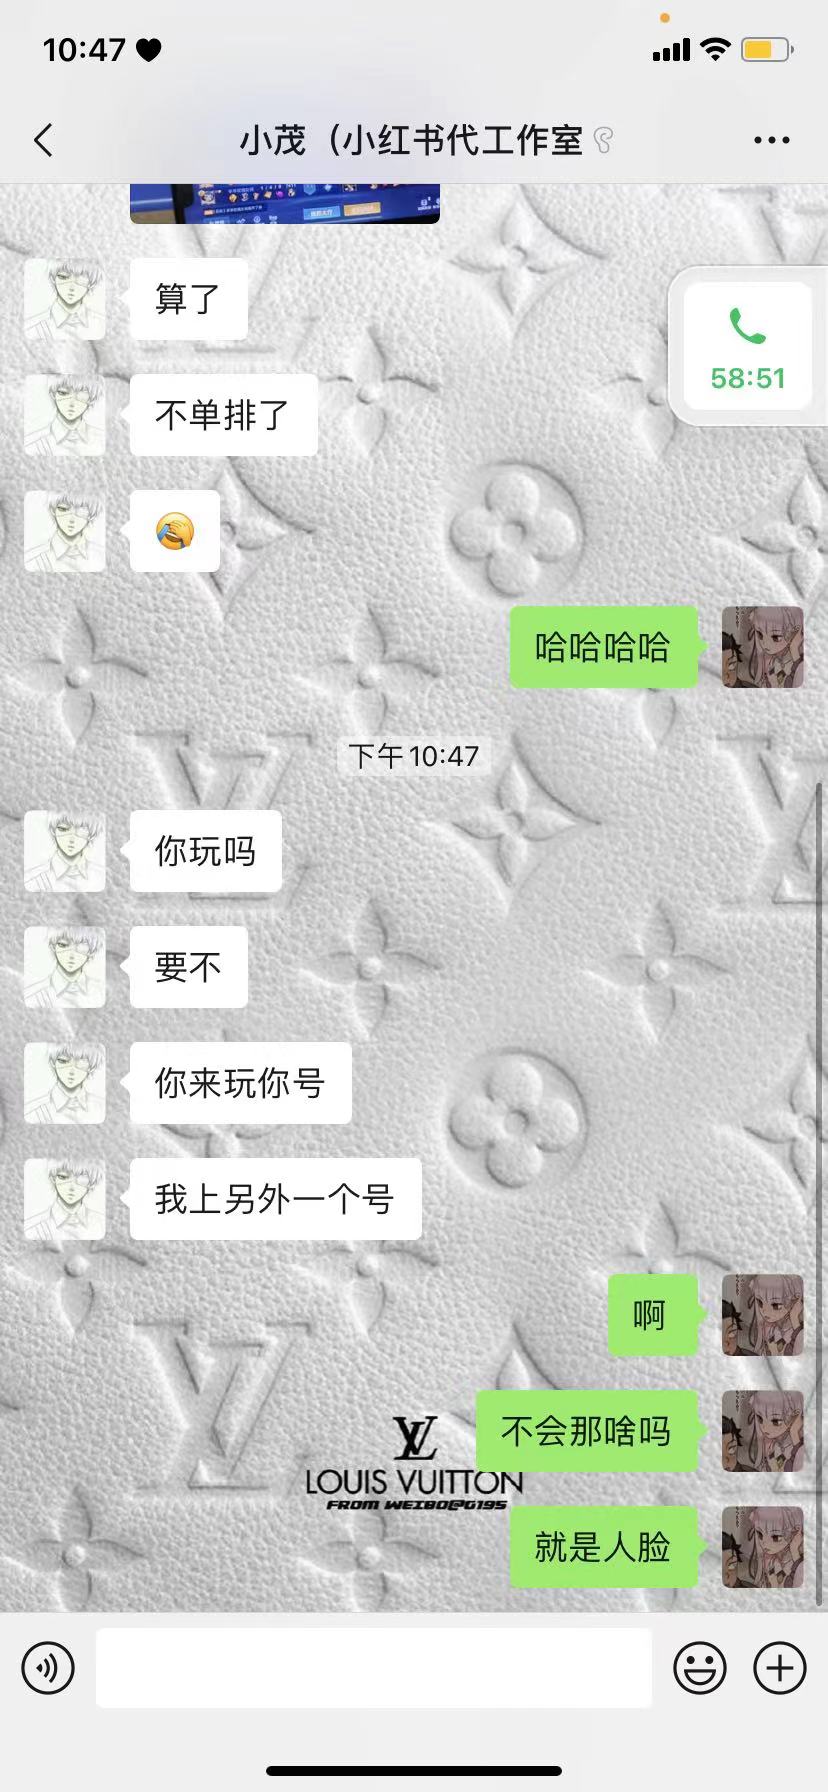 10:47
小茂（小红书代工作室
算了
58:51
不单排了
哈哈哈哈
下午10:47
你玩吗
要不
你来玩你号
我上另外一个号
啊
不会那啥吗
LOUIS VUITTON
FROM WEIBO@G195
就是人脸